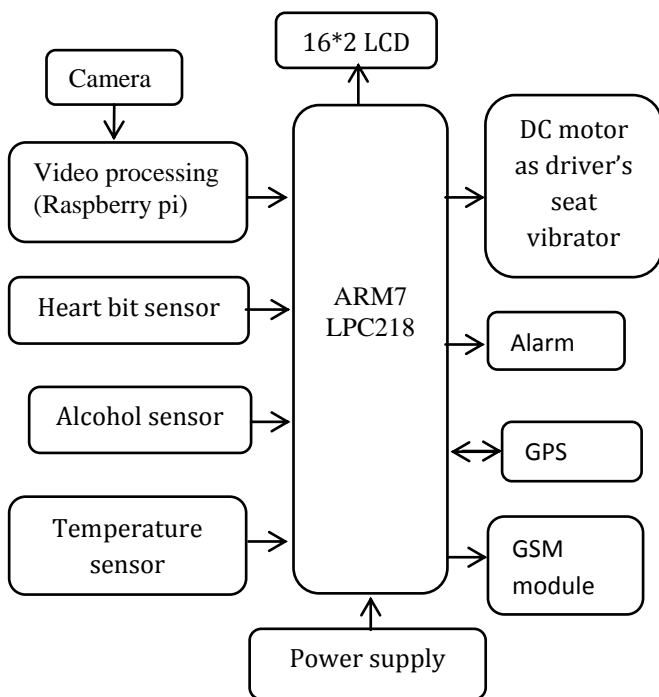 16*2 LCD
Camera
Video processing
(Raspberry pi)
Heart bit sensor
Alcohol sensor
Temperature
sensor
ARM7
LPC218
DC motor
as driver's
seat
vibrator
Alarm
GPS
GSM
module
Power supply